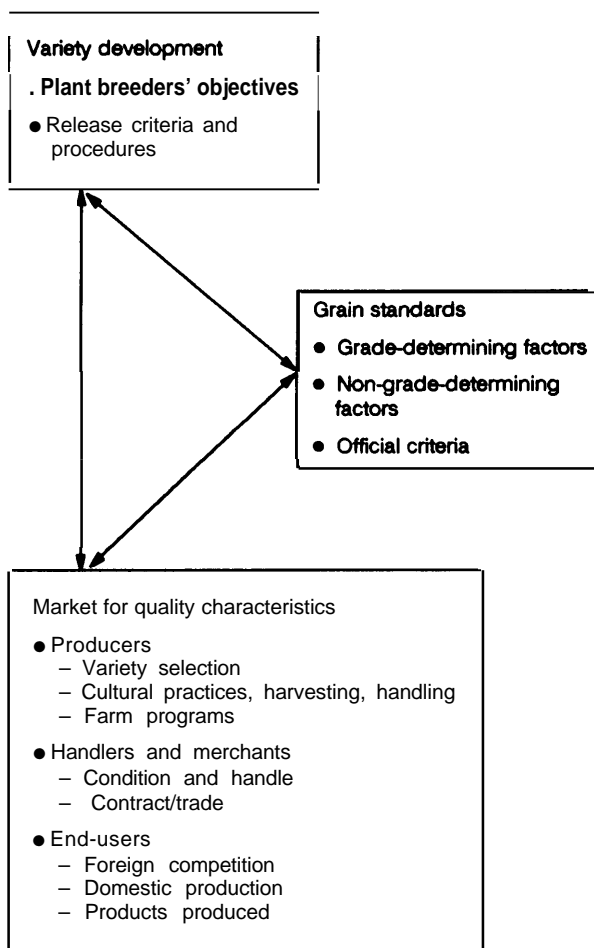 Variety development
. Plant breeders’ objectives
● Release criteria and
procedures
Grain standards
● Grade-determining factors
● Non-grade-determining
factors
● Official criteria
Market for quality characteristics
● Producers
– Variety selection
– Cultural practices, harvesting, handling
– Farm programs
● Handlers and merchants
– Condition and handle
– Contract/trade
● End-users
– Foreign competition
– Domestic production
– Products produced